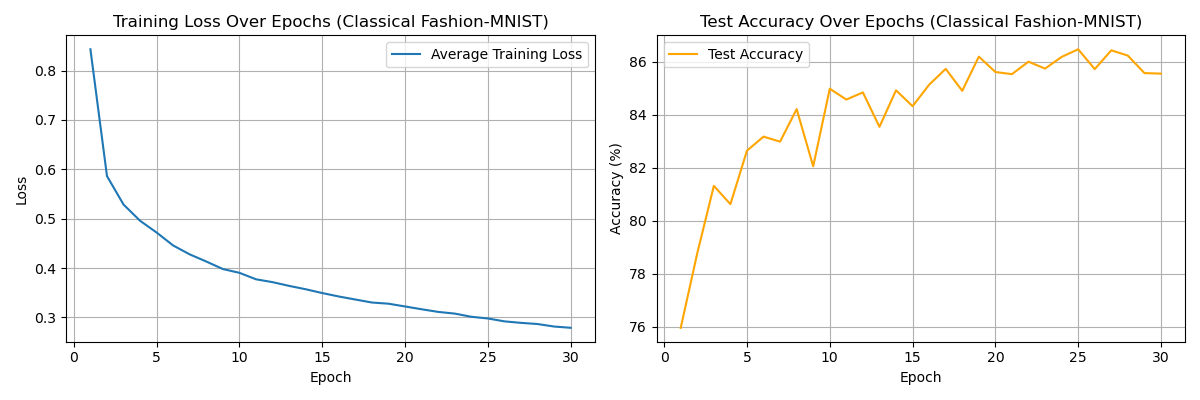 Training Loss Over Epochs (Classical Fashion-MNIST)
Average Training Loss
Loss
0.8
0.7
0.6
0.5
0.4
0.3
0 5 10 15 20 25 30
Epoch
Test Accuracy Over Epochs (Classical Fashion-MNIST)
Test Accuracy
Accuracy (%)
86
84
82
80
78
76
0 5 10 15 20 25 30
Epoch